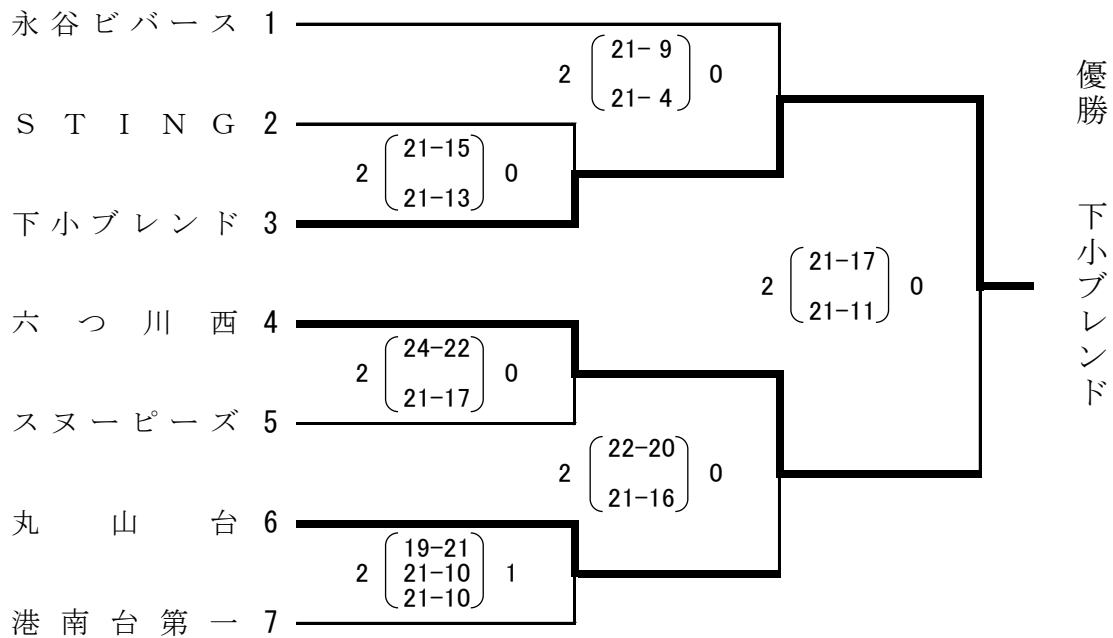 永谷ビバース 1
2 21- 9 0
21- 4
STING 2
2 21-15 0
21-13
下小ブレンド 3
2 21-17 0
21-11
六つ川西 4
2 24-22 0
21-17
スヌーピーズ 5
2 22-20 0
21-16
丸山台 6
2 19-21 1
21-10
21-10
港南台第一 7
優勝 下小ブレンド